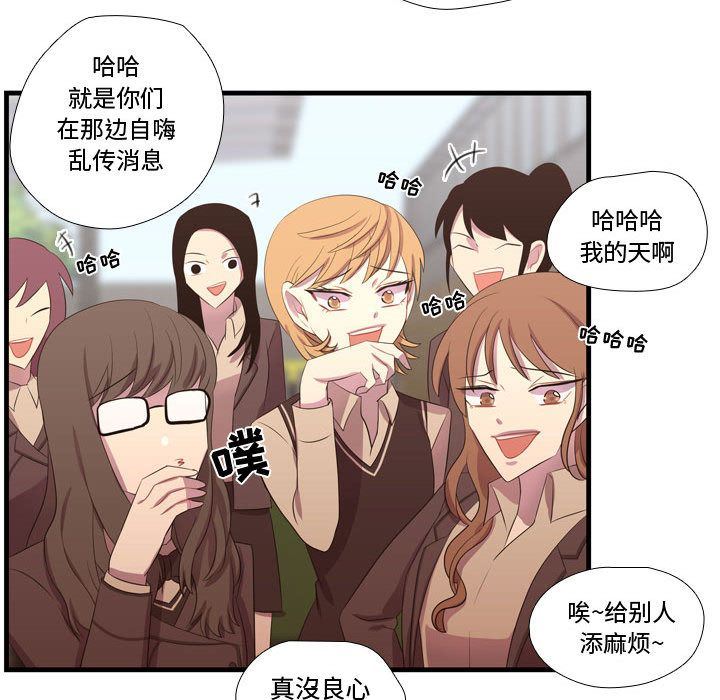 哈哈
就是你们
在那边自嗨
乱传消息
哈哈
哈哈
哈哈哈
我的天啊
哈哈
哈哈哈
噗
唉~给别人
添麻烦~
真沒良心